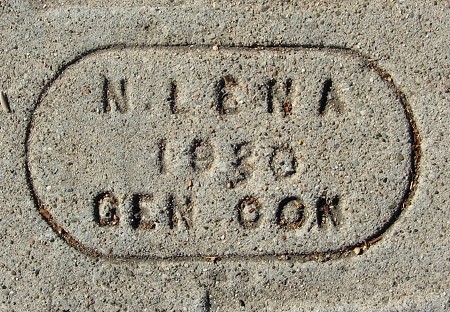 N. LENA
1930
GEN CON